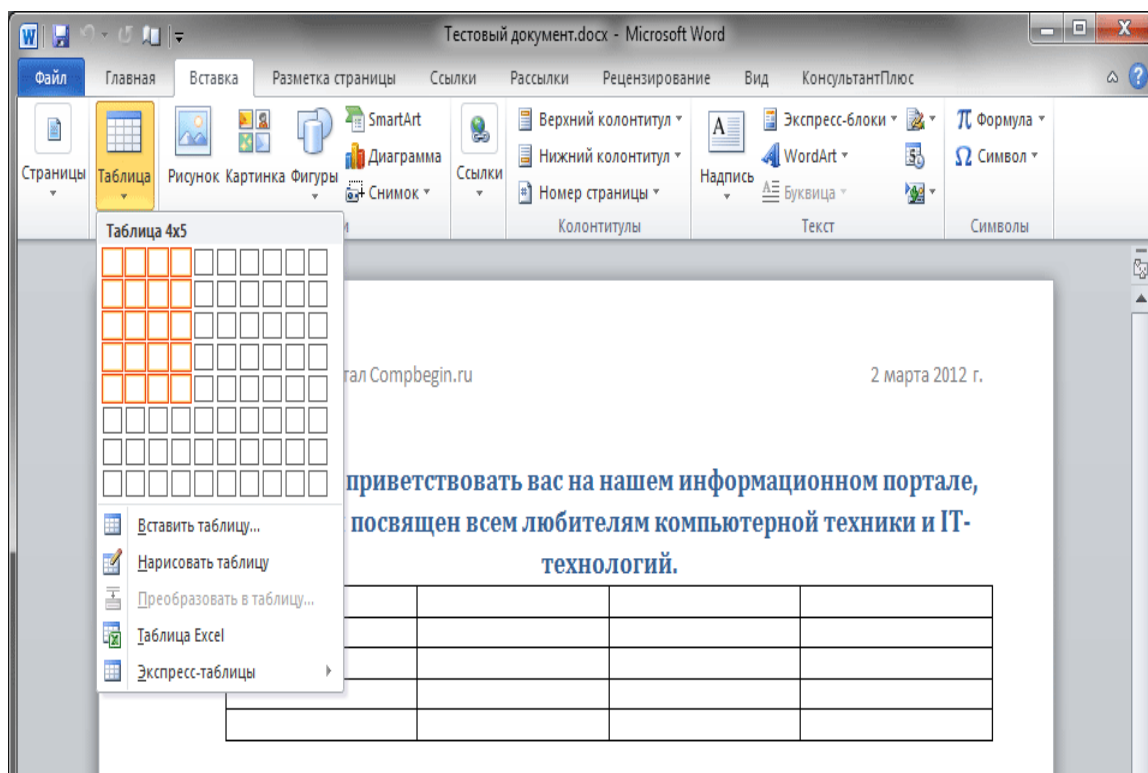 Тестовый документ.docx - Microsoft Word
Файл Главная Вставка Разметка страницы Ссылки Рассылки Рецензирование Вид КонсультантПлюс
Страницы
Таблица
Рисунок Картинка Фигуры
SmartArt
Диаграмма
Снимок
Ссылки
Верхний колонтитул
Нижний колонтитул
Номер страницы
Колонтитулы
Надпись
Экспресс-блоки
WordArt
Буквица
Текст
Формула
Символ
Символы
Таблица 4x5
Вставить таблицу...
Нарисовать таблицу
Преобразовать в таблицу...
Таблица Excel
Экспресс-таблицы
Compbegin.ru 2 марта 2012 г.
приветствовать вас на нашем информационном портале,
посвящен всем любителям компьютерной техники и IT-
технологий.